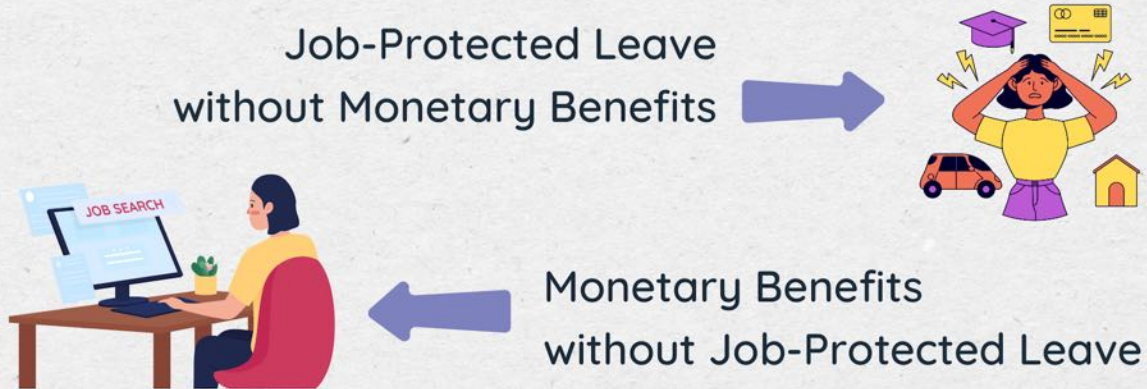 Job-Protected Leave
without Monetary Benefits
JOB SEARCH
Monetary Benefits
without Job-Protected Leave